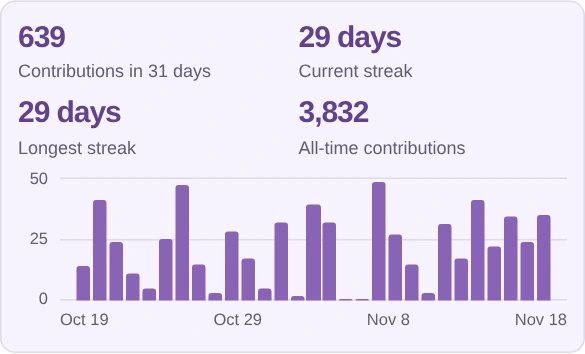 639
Contributions in 31 days
29 days
Current streak
29 days
Longest streak
3,832
All-time contributions
50
25
0
Oct 19
Oct 29
Nov 8
Nov 18